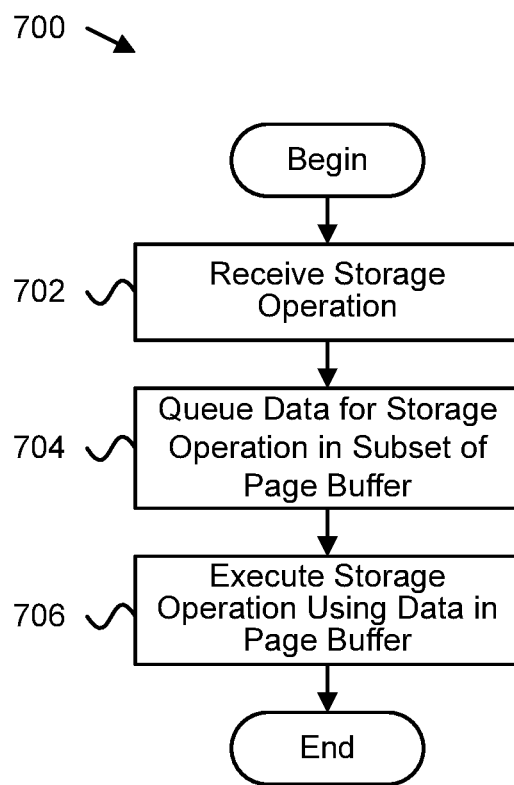 700
Begin
702
Receive Storage
Operation
704
Queue Data for Storage
Operation in Subset of
Page Buffer
706
Execute Storage
Operation Using Data in
Page Buffer
End